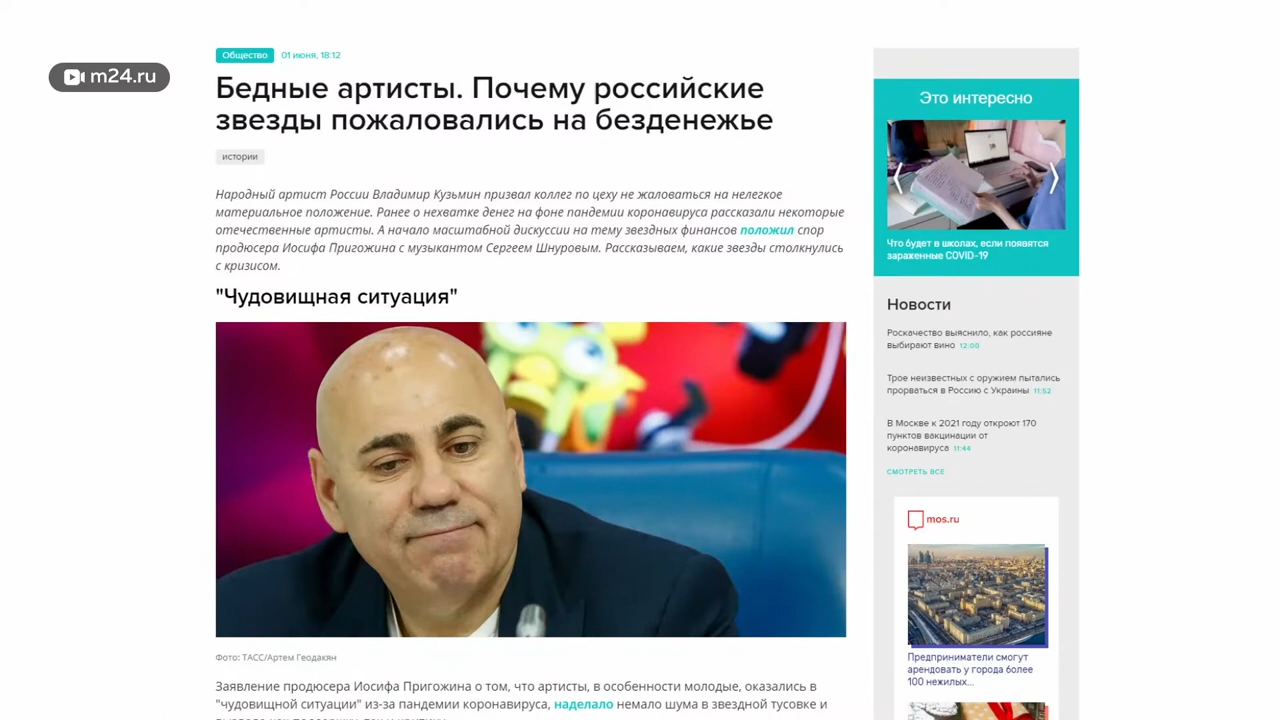 m24.ru
Общество 01 июня, 18:12
Бедные артисты. Почему российские
звезды пожаловались на безденежье
истории
Народный артист России Владимир Кузьмин призвал коллег по цеху не жаловаться на нелегкое
материальное положение. Ранее о нехватке денег на фоне пандемии коронавируса рассказали некоторые
отечественные артисты. А начало масштабной дискуссии на тему звездных финансов положил спор
продюсера Иосифа Пригожина с музыкантом Сергеем Шнуровым. Рассказываем, какие звезды столкнулись
с кризисом.
"Чудовищная ситуация"
Фото: ТАСС/Артем Геодакян
Заявление продюсера Иосифа Пригожина о том, что артисты, в особенности молодые, оказались в
"чудовищной ситуации" из-за пандемии коронавируса, наделало немало шума в звездной тусовке и
Это интересно
Что будет в школах, если появятся
зараженные COVID-19
Новости
Роскачество выяснило, как россияне
выбирают вино 12:00
Трое неизвестных с оружием пытались
прорваться в Россию с Украины 11:52
В Москве к 2021 году откроют 170
пунктов вакцинации от
коронавируса 11:44
СМОТРЕТЬ ВСЕ
mos.ru
Предприниматели смогут
арендовать у города более
100 нежилых...